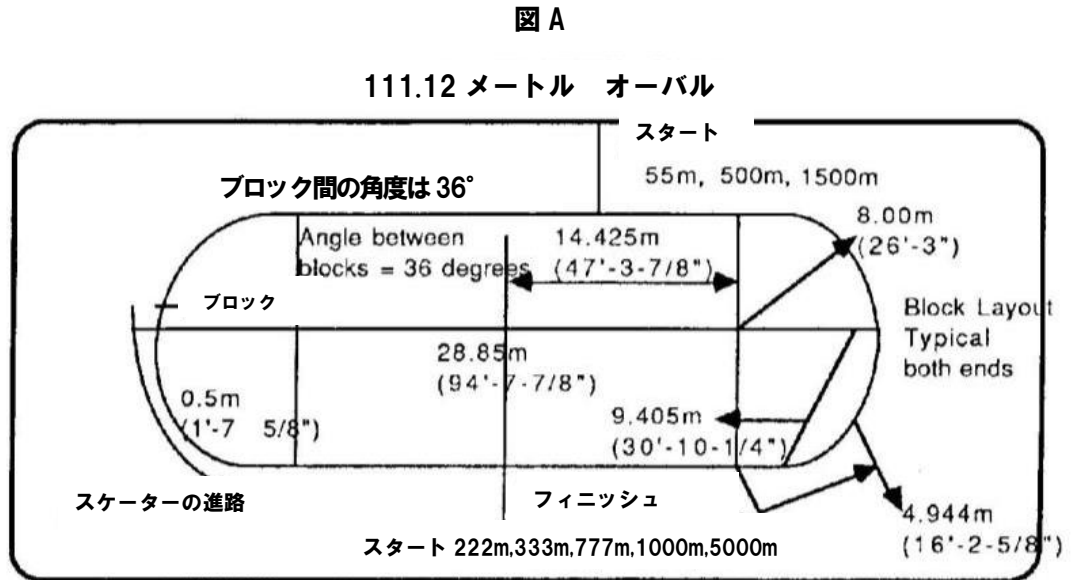 図 A
111.12 メートル　オーバル
スタート
55m, 500m, 1500m
ブロック間の角度は 36°
8.00m
(26'-3")
Angle between
blocks = 36 degrees
14.425m
(47'-3-7/8")
ブロック
Block Layout
Typical
both ends
28.85m
(94'-7-7/8")
0.5m
(1'-7 5/8")
9.405m
(30'-10-1/4")
スケーターの進路
フィニッシュ
4.944m
(16'-2-5/8")
スタート 222m,333m,777m,1000m,5000m